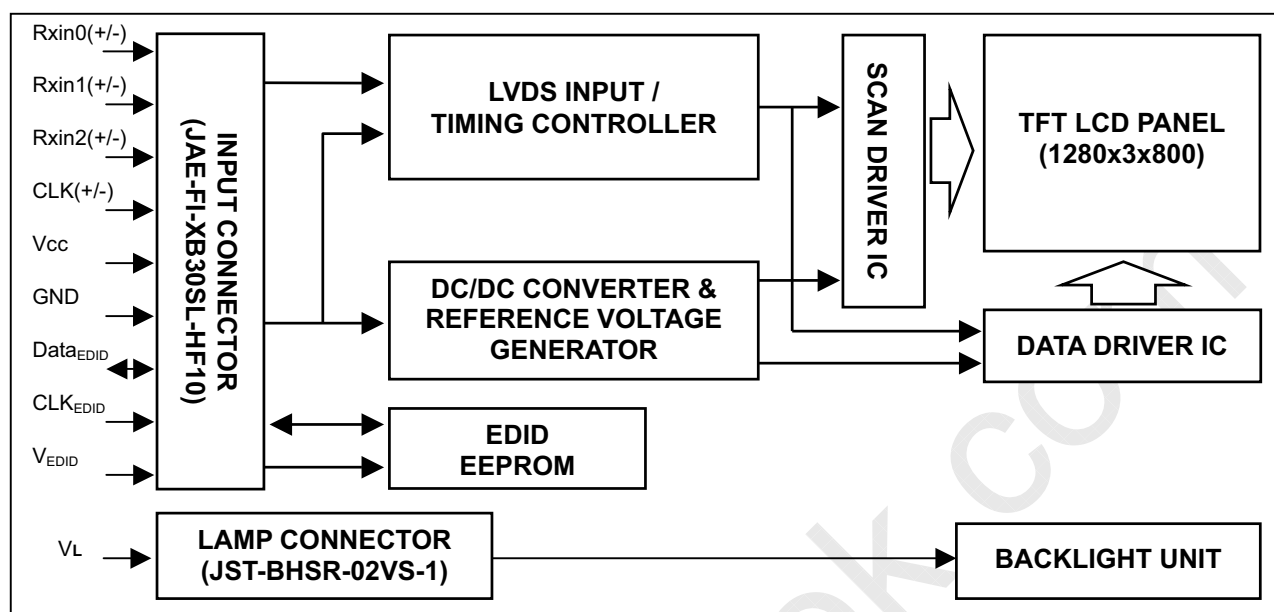 Rxin0(+/-)
Rxin1(+/-)
Rxin2(+/-)
CLK(+/-)
Vcc
GND
DataEDID
CLKEDID
VEDID
VL
INPUT CONNECTOR
(JAE-FI-XB30SL-HF10)
LVDS INPUT /
TIMING CONTROLLER
DC/DC CONVERTER &
REFERENCE VOLTAGE
GENERATOR
EDID
EEPROM
LAMP CONNECTOR
(JST-BHSR-02VS-1)
SCAN DRIVER IC
TFT LCD PANEL
(1280x3x800)
DATA DRIVER IC
BACKLIGHT UNIT